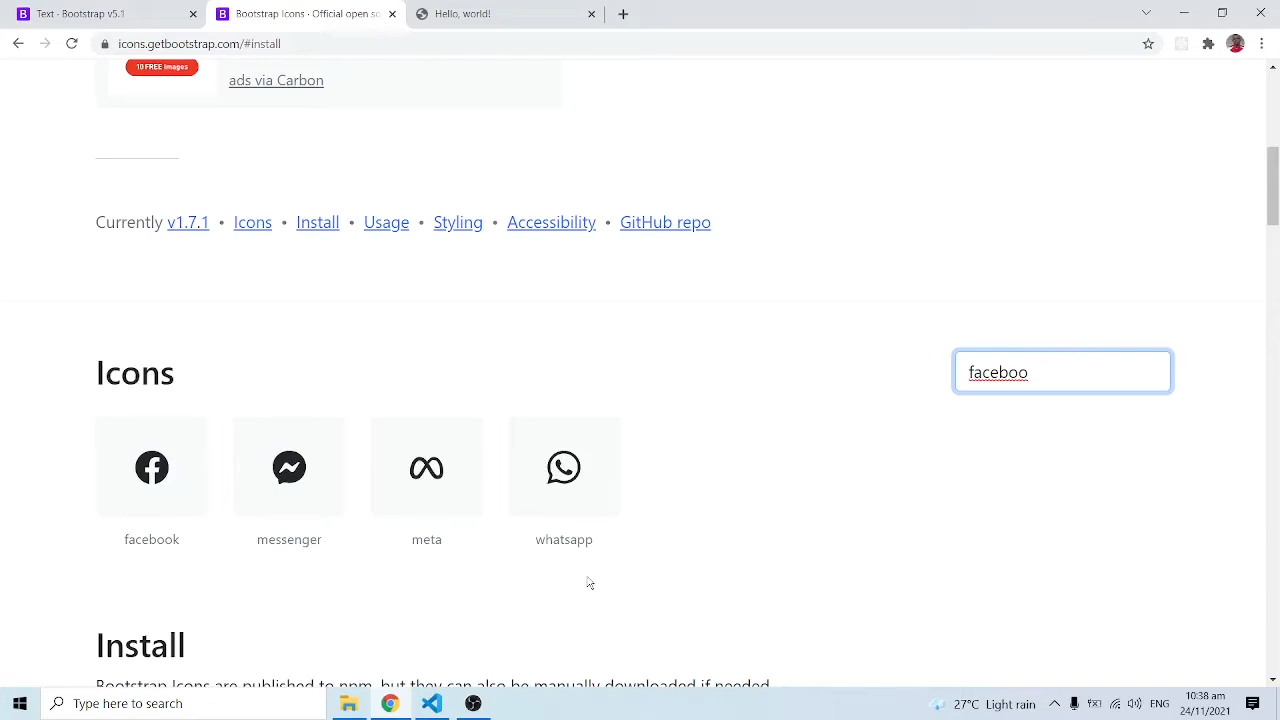 Text · Bootstrap v5.1
Bootstrap Icons · Official open so
Hello, world!
icons.getbootstrap.com/#install
10 FREE Images
ads via Carbon
Currently v1.7.1 • Icons • Install • Usage • Styling • Accessibility • GitHub repo
Icons
faceboo
facebook
messenger
meta
whatsapp
Install
Bootstrap Icons are published to npm, but they can also be manually downloaded if needed.
Type here to search
27°C Light rain
ENG
10:38 am
24/11/2021